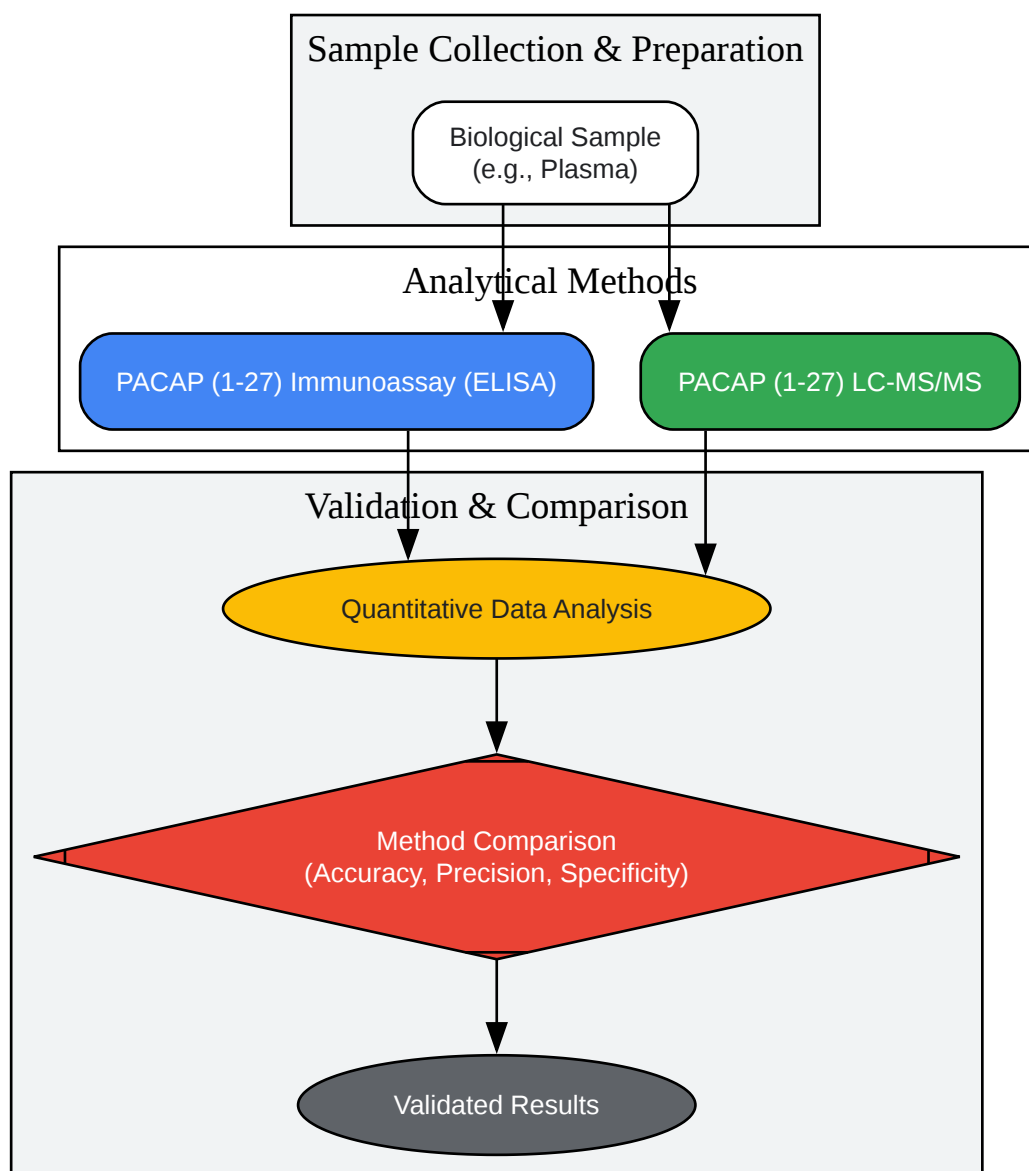 Sample Collection & Preparation
Biological Sample
(e.g., Plasma)
Analytical Methods
PACAP (1-27) Immunoassay (ELISA)
PACAP (1-27) LC-MS/MS
Validation & Comparison
Quantitative Data Analysis
Method Comparison
(Accuracy, Precision, Specificity)
Validated Results